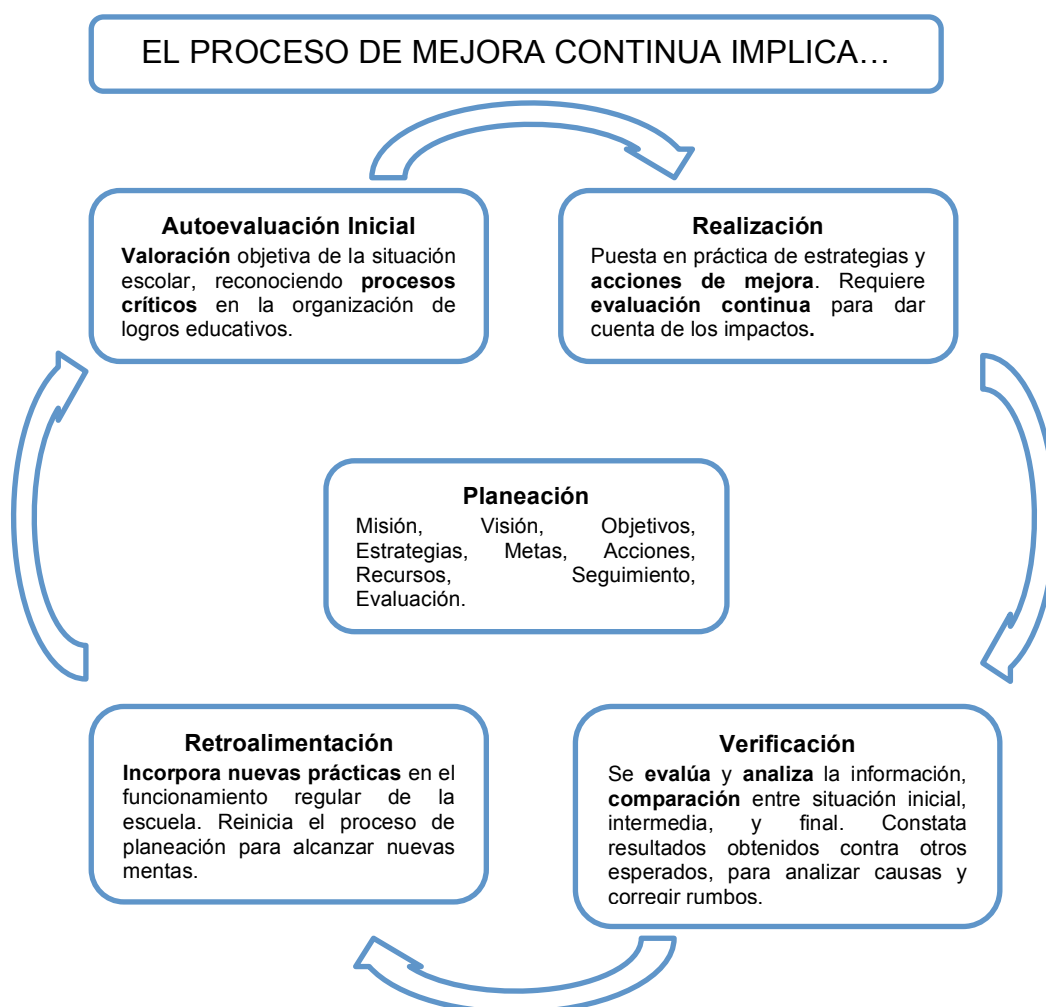 EL PROCESO DE MEJORA CONTINUA IMPLICA…
Autoevaluación Inicial
Valoración objetiva de la situación
escolar, reconociendo procesos
críticos en la organización de
logros educativos.
Realización
Puesta en práctica de estrategias y
acciones de mejora. Requiere
evaluación continua para dar
cuenta de los impactos.
Planeación
Misión, Visión, Objetivos,
Estrategias, Metas, Acciones,
Recursos, Seguimiento,
Evaluación.
Retroalimentación
Incorpora nuevas prácticas en el
funcionamiento regular de la
escuela. Reinicia el proceso de
planeación para alcanzar nuevas
mentas.
Verificación
Se evalúa y analiza la información,
comparación entre situación inicial,
intermedia, y final. Constata
resultados obtenidos contra otros
esperados, para analizar causas y
corregir rumbos.